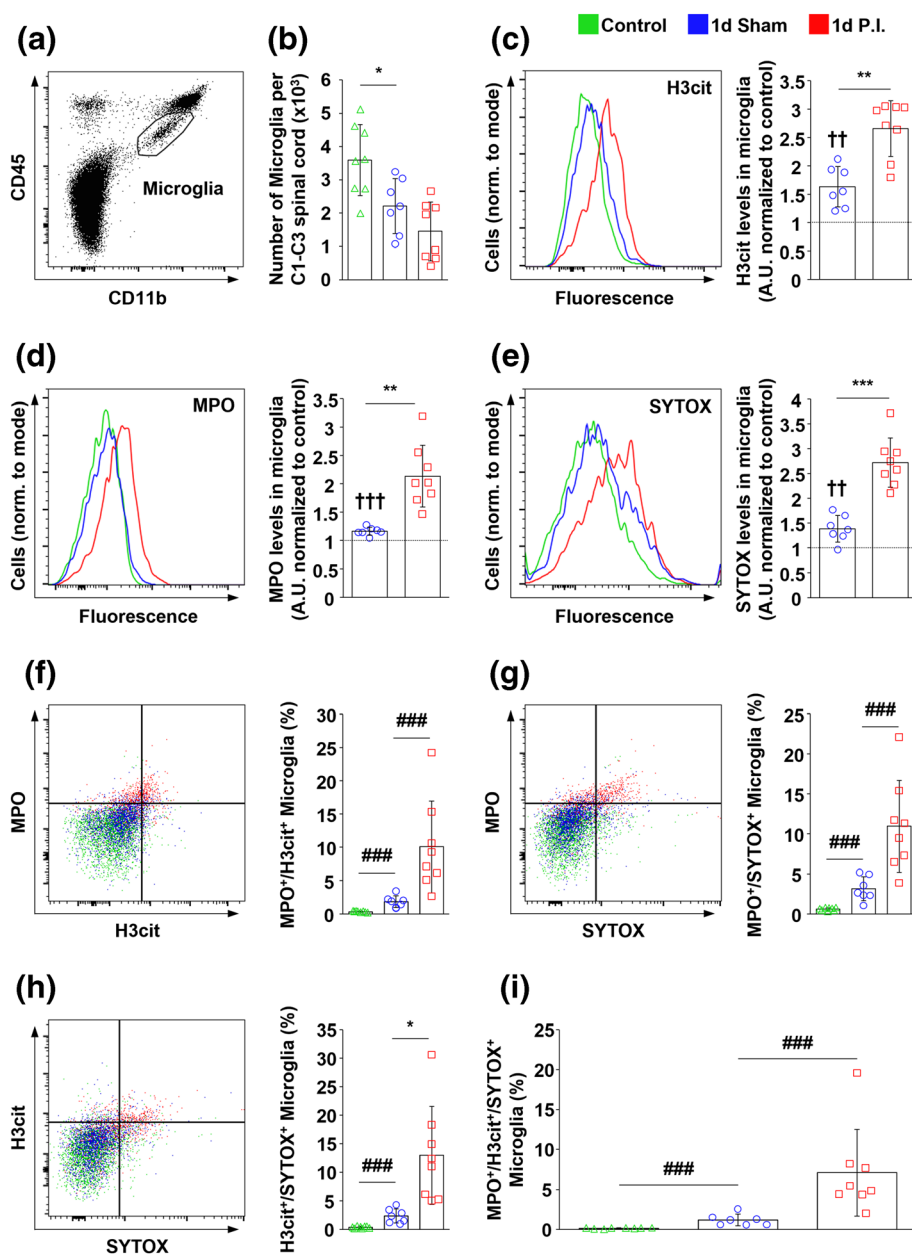 Control 1d Sham 1d P.I.
(a)
CD45
Microglia
CD11b
(b)
Number of Microglia per
C1-C3 spinal cord (x10³)
6
5
4
3
2
1
0
*
(c)
Cells (norm. to mode)
H3cit
Fluorescence
H3cit levels in microglia
(A.U. normalized to control)
3.5
3
2.5
2
1.5
1
0.5
0
**
††
(d)
Cells (norm. to mode)
MPO
Fluorescence
MPO levels in microglia
(A.U. normalized to control)
3.5
3
2.5
2
1.5
1
0.5
0
**
†††
(e)
Cells (norm. to mode)
SYTOX
Fluorescence
SYTOX levels in microglia
(A.U. normalized to control)
4
3.5
3
2.5
2
1.5
1
0.5
0
***
††
(f)
MPO
H3cit
MPO⁺/H3cit⁺ Microglia (%)
30
25
20
15
10
5
0
###
###
(g)
MPO
SYTOX
MPO⁺/SYTOX⁺ Microglia (%)
25
20
15
10
5
0
###
###
(h)
H3cit
SYTOX
H3cit⁺/SYTOX⁺ Microglia (%)
35
30
25
20
15
10
5
0
*
###
(i)
MPO⁺/H3cit⁺/SYTOX⁺
Microglia (%)
25
20
15
10
5
0
###
###